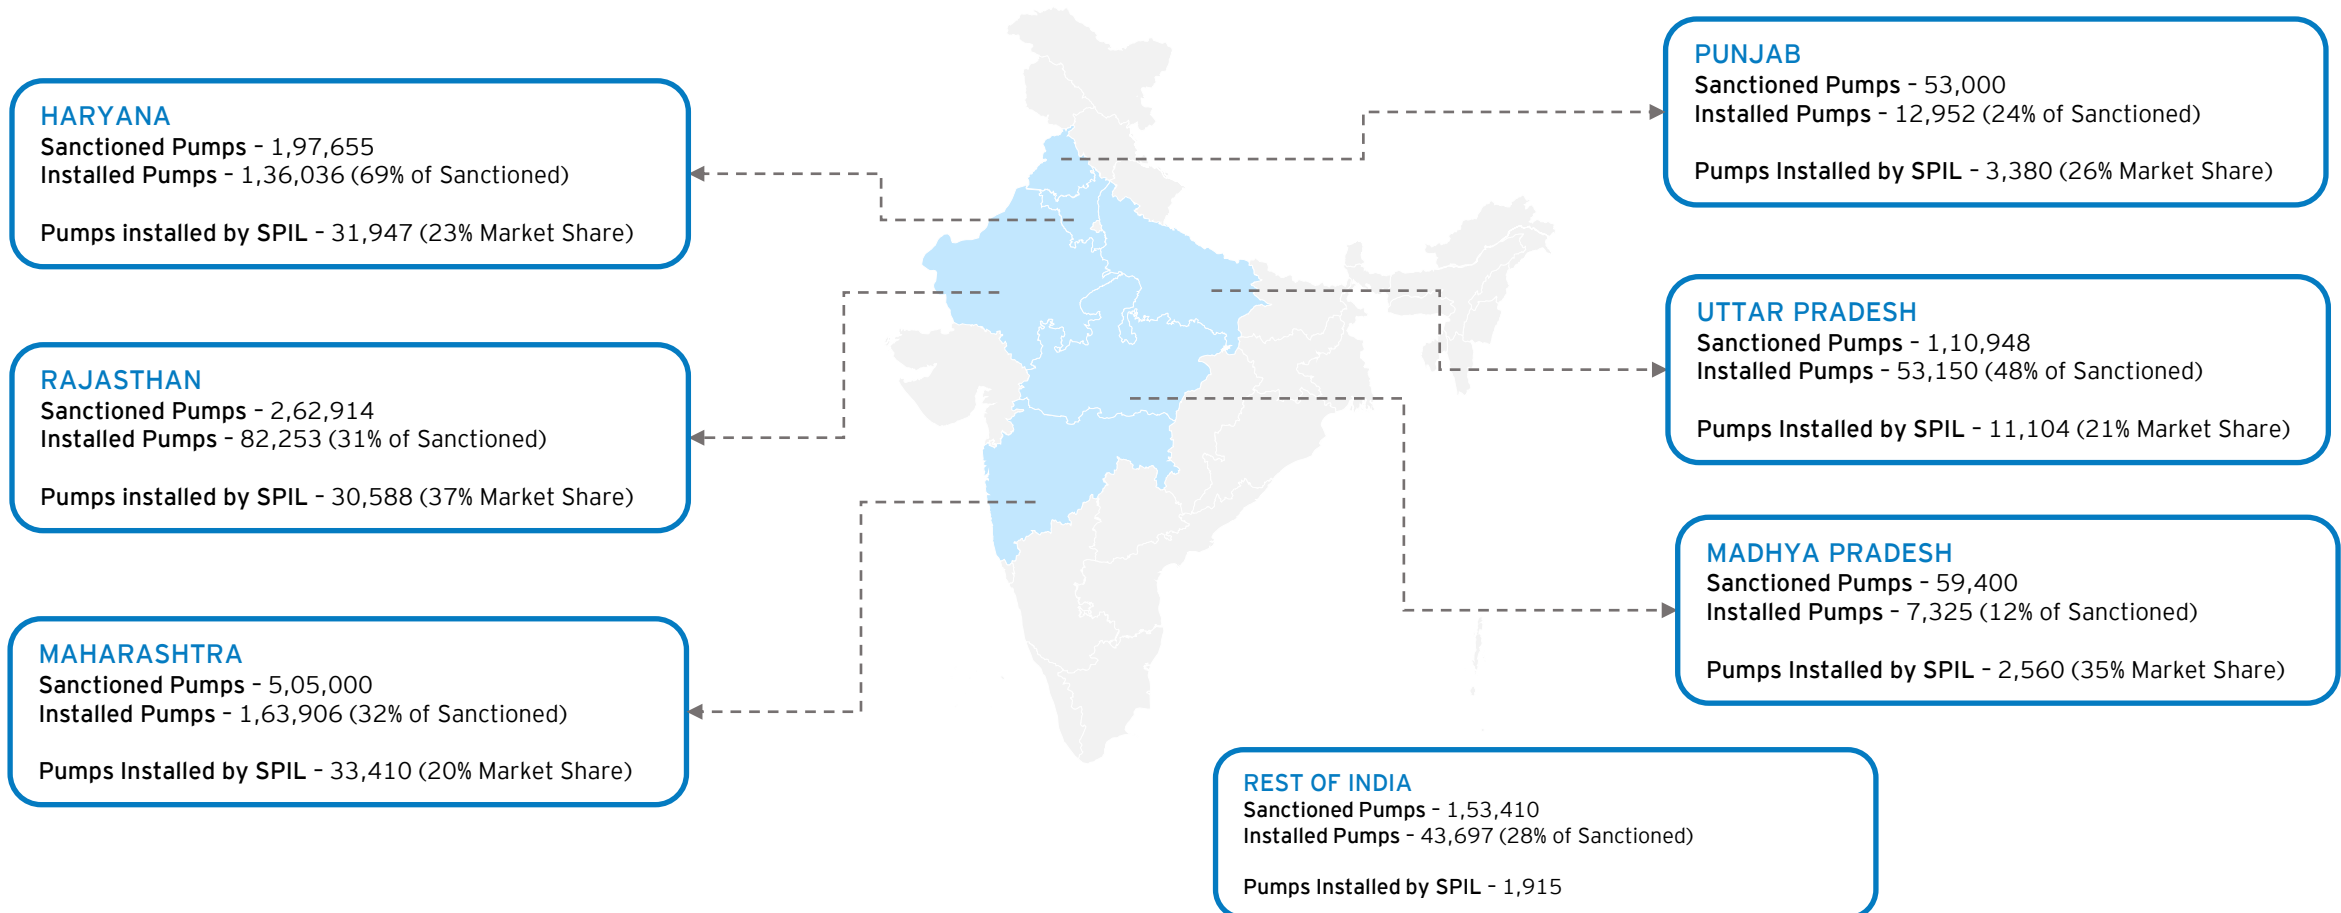 HARYANA
Sanctioned Pumps – 1,97,655
Installed Pumps – 1,36,036 (69% of Sanctioned)
Pumps installed by SPIL – 31,947 (23% Market Share)
RAJASTHAN
Sanctioned Pumps – 2,62,914
Installed Pumps – 82,253 (31% of Sanctioned)
Pumps installed by SPIL – 30,588 (37% Market Share)
MAHARASHTRA
Sanctioned Pumps – 5,05,000
Installed Pumps – 1,63,906 (32% of Sanctioned)
Pumps Installed by SPIL – 33,410 (20% Market Share)
PUNJAB
Sanctioned Pumps – 53,000
Installed Pumps – 12,952 (24% of Sanctioned)
Pumps Installed by SPIL – 3,380 (26% Market Share)
UTTAR PRADESH
Sanctioned Pumps – 1,10,948
Installed Pumps – 53,150 (48% of Sanctioned)
Pumps Installed by SPIL – 11,104 (21% Market Share)
MADHYA PRADESH
Sanctioned Pumps – 59,400
Installed Pumps – 7,325 (12% of Sanctioned)
Pumps Installed by SPIL – 2,560 (35% Market Share)
REST OF INDIA
Sanctioned Pumps – 1,53,410
Installed Pumps – 43,697 (28% of Sanctioned)
Pumps Installed by SPIL – 1,915